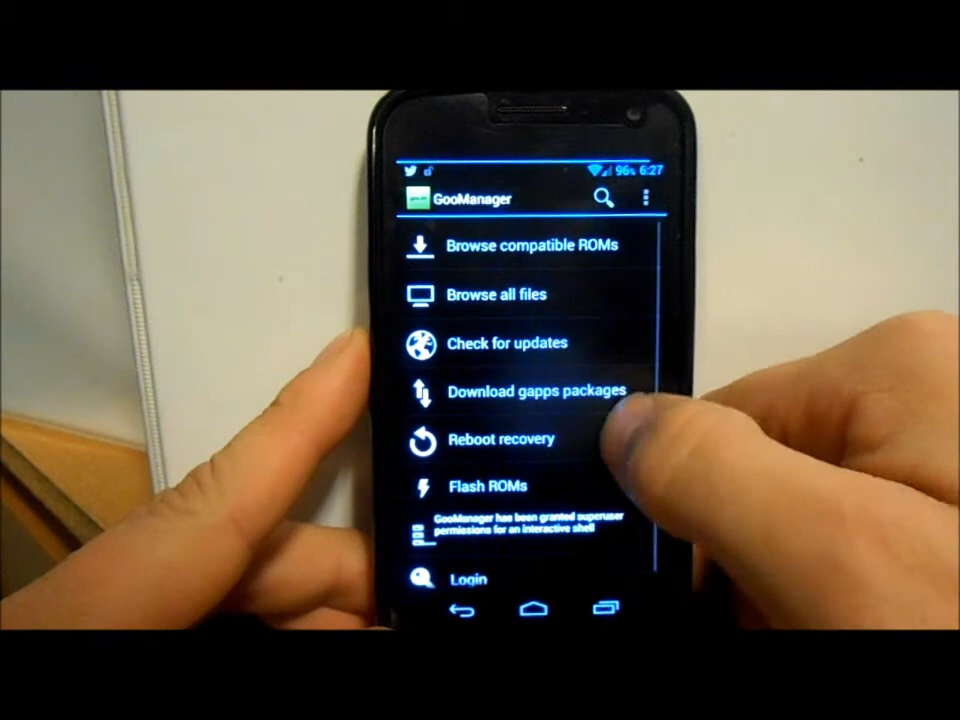 96% 6:27
GooManager
Browse compatible ROMs
Browse all files
Check for updates
Download gapps packages
Reboot recovery
Flash ROMs
GooManager has been granted superuser
permissions for an interactive shell
Login